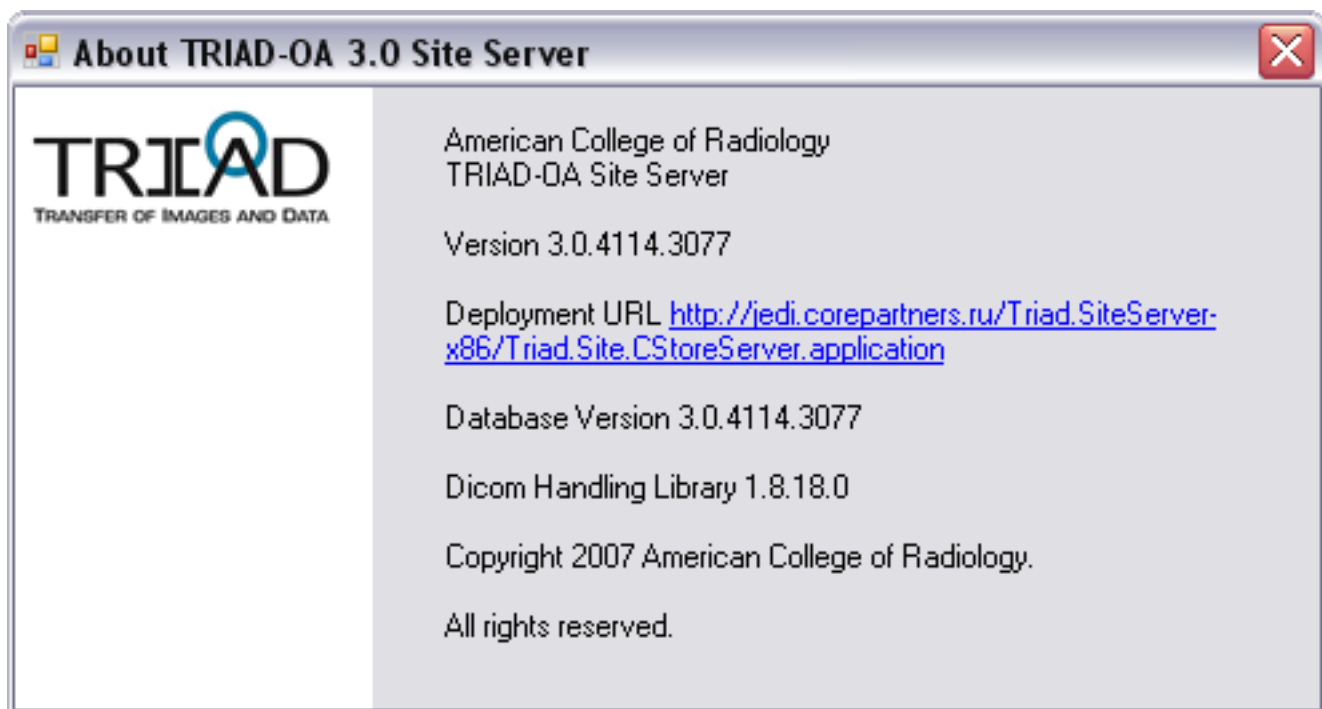 About TRIAD-OA 3.0 Site Server
TRIAD
TRANSFER OF IMAGES AND DATA
American College of Radiology
TRIAD-OA Site Server
Version 3.0.4114.3077
Deployment URL http://jedi.corepartners.ru/Triad.SiteServer-
x86/Triad.Site.CStoreServer.application
Database Version 3.0.4114.3077
Dicom Handling Library 1.8.18.0
Copyright 2007 American College of Radiology.
All rights reserved.